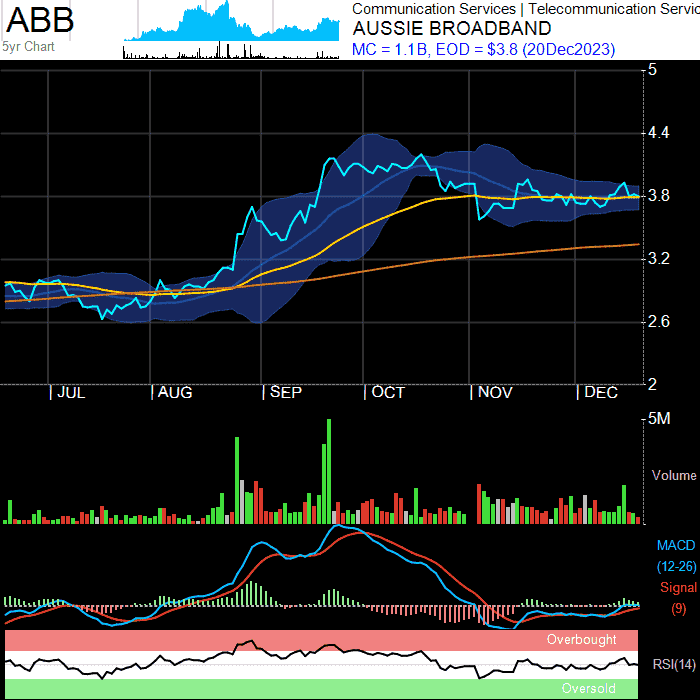 ABB
5yr Chart
Communication Services | Telecommunication Servic
AUSSIE BROADBAND
MC = 1.1B, EOD = $3.8 (20Dec2023)
5
4.4
3.8
3.2
2.6
2
| JUL
| AUG
| SEP
| OCT
| NOV
| DEC
5M
Volume
MACD
(12-26)
Signal
(9)
Overbought
RSI(14)
Oversold